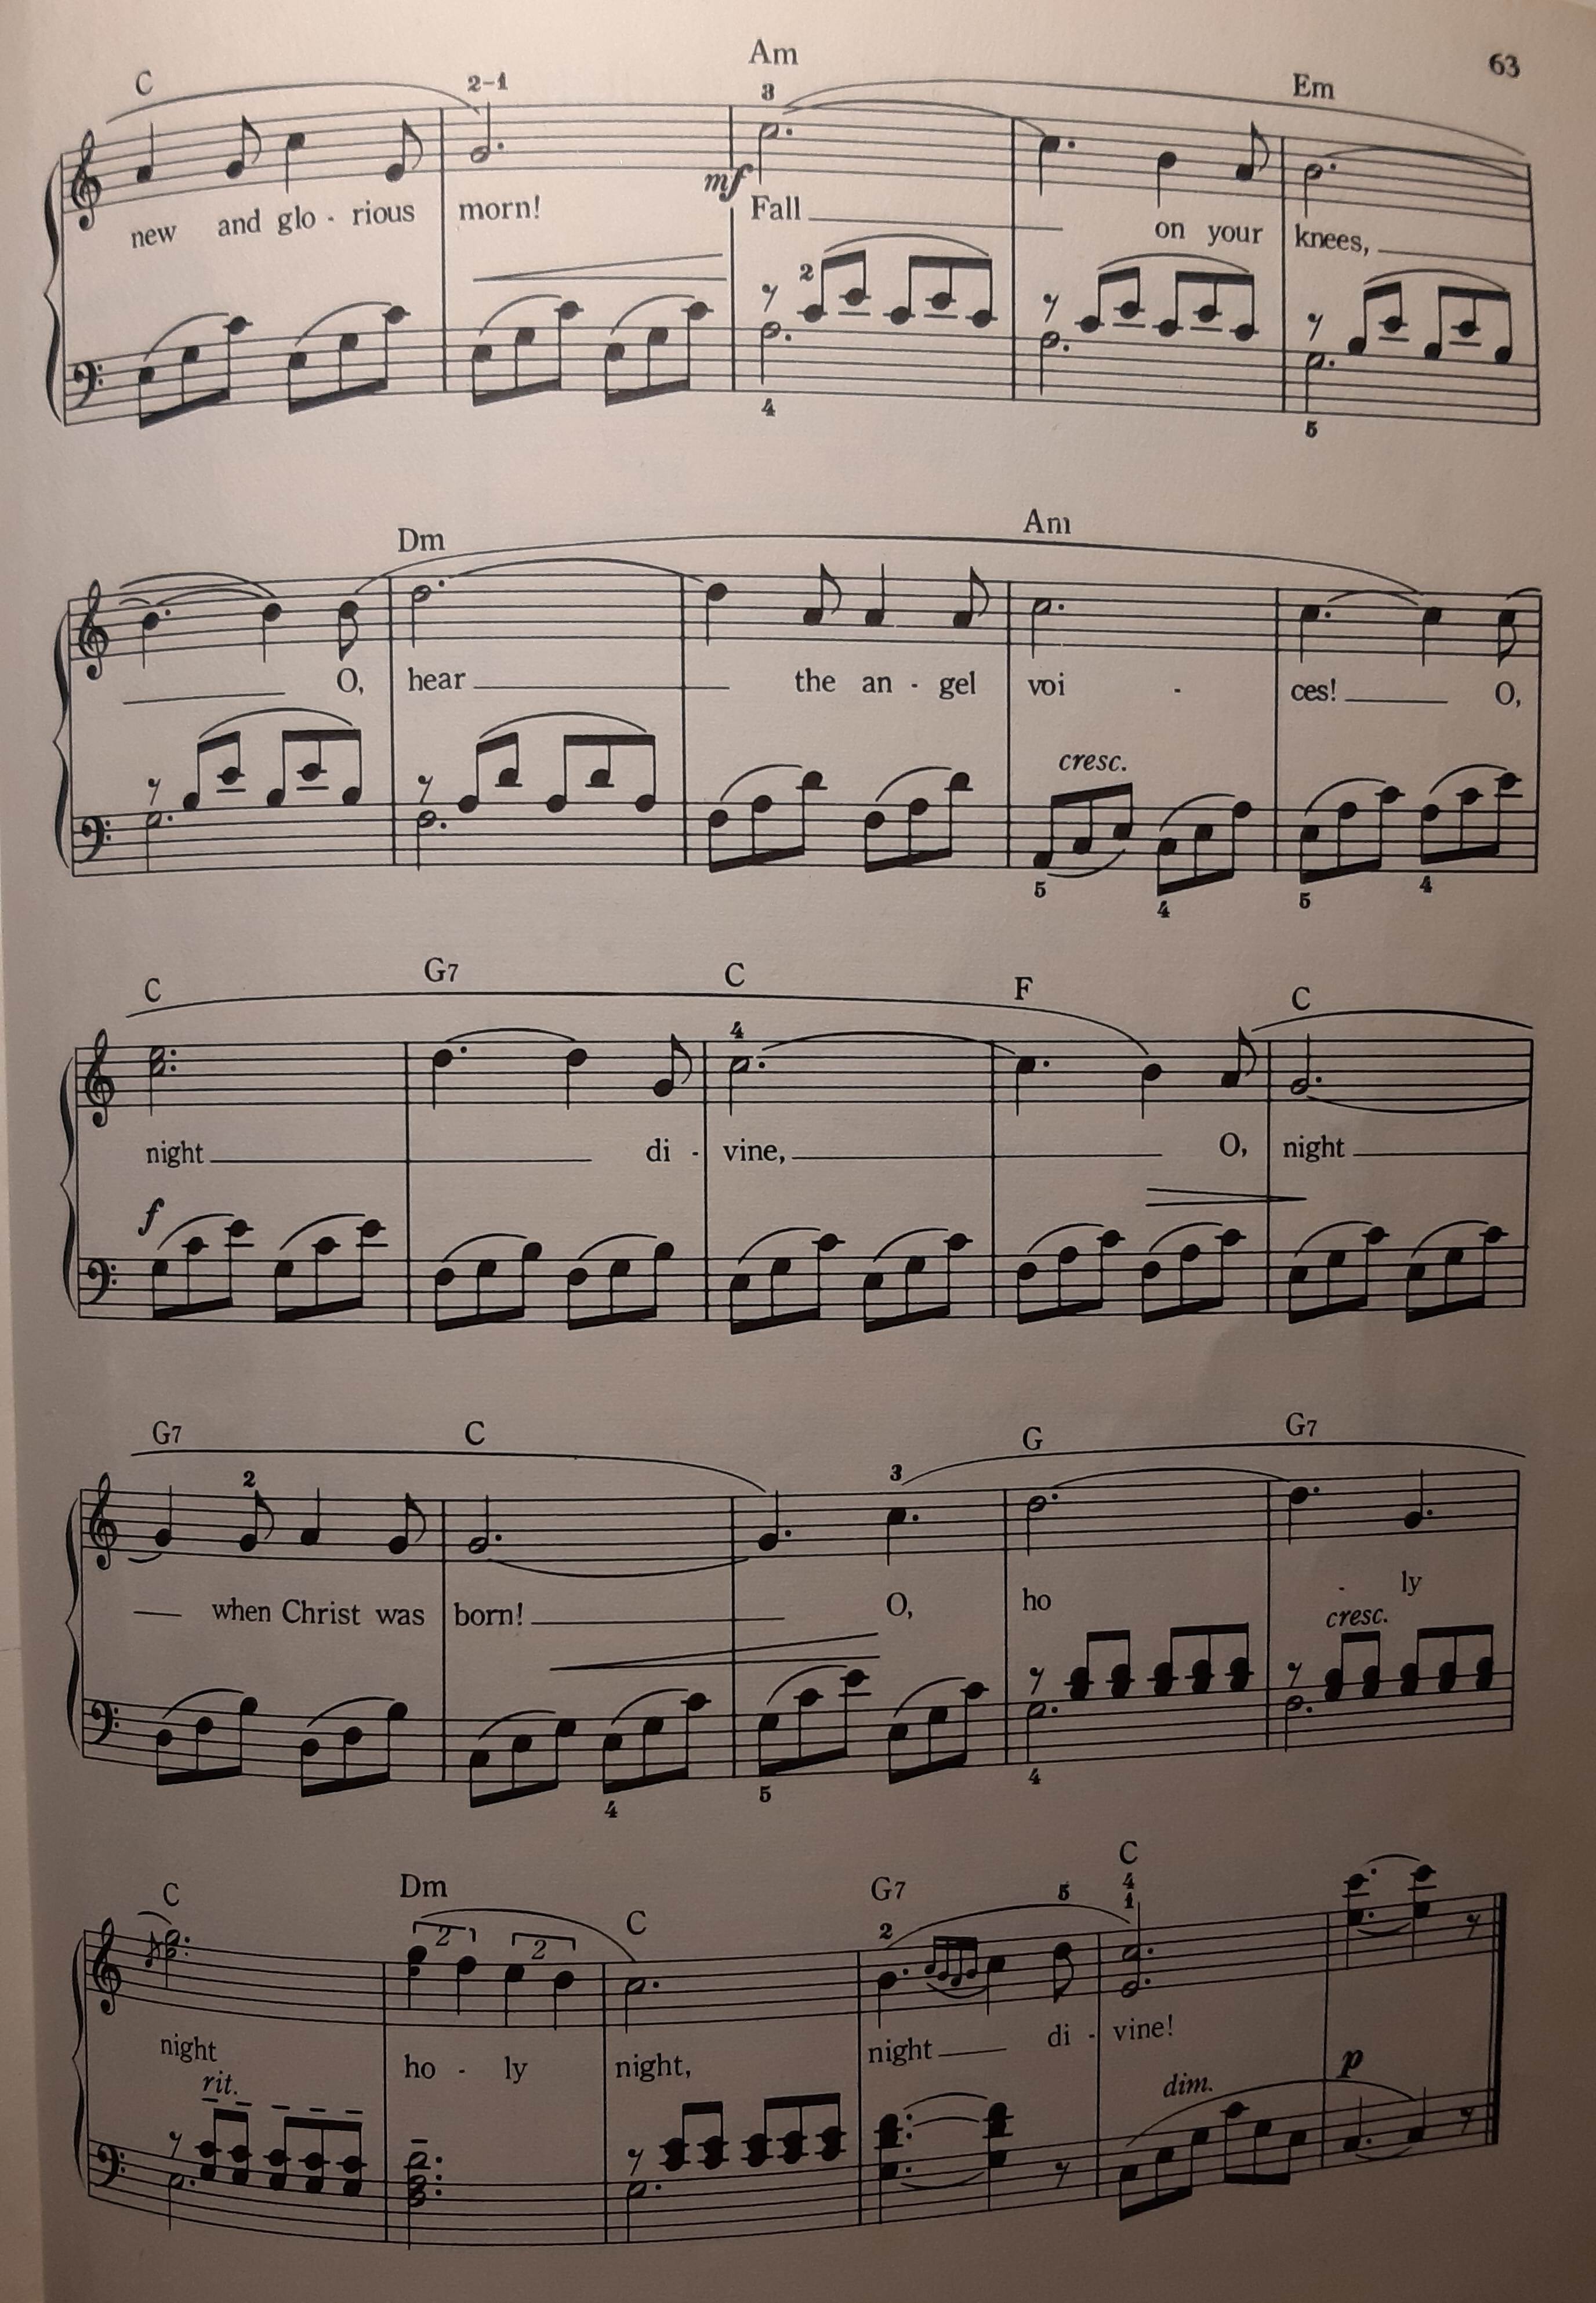 63
C Am Em
2-1 3
new and glo - rious morn! mf Fall on your knees,
2
4 5
Dm Am
O, hear the an - gel voi - ces! O,
cresc.
5 4 5 4
C G7 C F C
4
night di - vine, O, night
f
G7 C G G7
2 3
when Christ was born! O, ho - ly
cresc.
4 5 4
C Dm C G7 C
2 2 2 5 4 1
night ho - ly night, night di - vine!
rit. dim. p